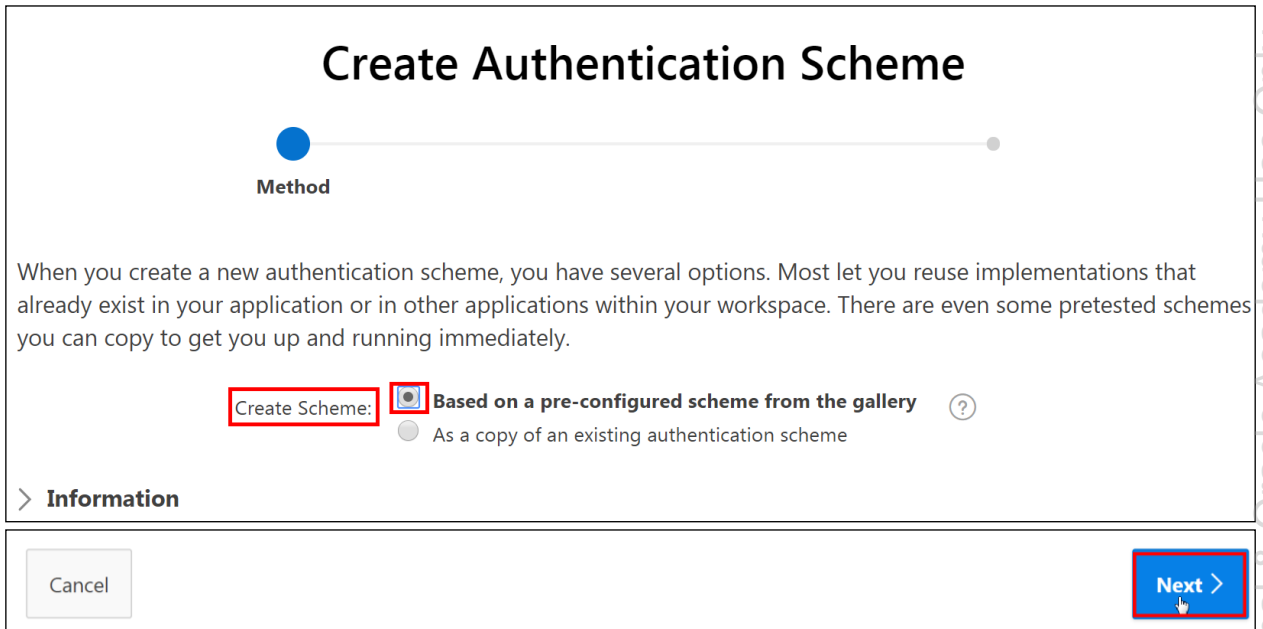 Create Authentication Scheme
Method
When you create a new authentication scheme, you have several options. Most let you reuse implementations that
already exist in your application or in other applications within your workspace. There are even some pretested schemes
you can copy to get you up and running immediately.
Create Scheme: Based on a pre-configured scheme from the gallery ?
As a copy of an existing authentication scheme
Information
Cancel Next